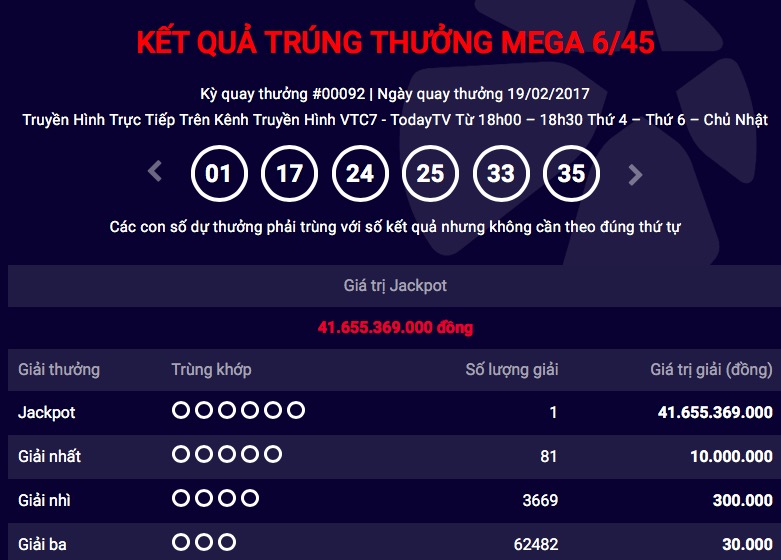 KẾT QUẢ TRÚNG THƯỞNG MEGA 6/45
Kỳ quay thưởng #00092 | Ngày quay thưởng 19/02/2017
Truyền Hình Trực Tiếp Trên Kênh Truyền Hình VTC7 - TodayTV Từ 18h00 – 18h30 Thứ 4 – Thứ 6 – Chủ Nhật
01 17 24 25 33 35
Các con số dự thưởng phải trùng với số kết quả nhưng không cần theo đúng thứ tự
Giá trị Jackpot
41.655.369.000 đồng
Giải thưởng Trùng khớp Số lượng giải Giá trị giải (đồng)
Jackpot 1 41.655.369.000
Giải nhất 81 10.000.000
Giải nhì 3669 300.000
Giải ba 62482 30.000